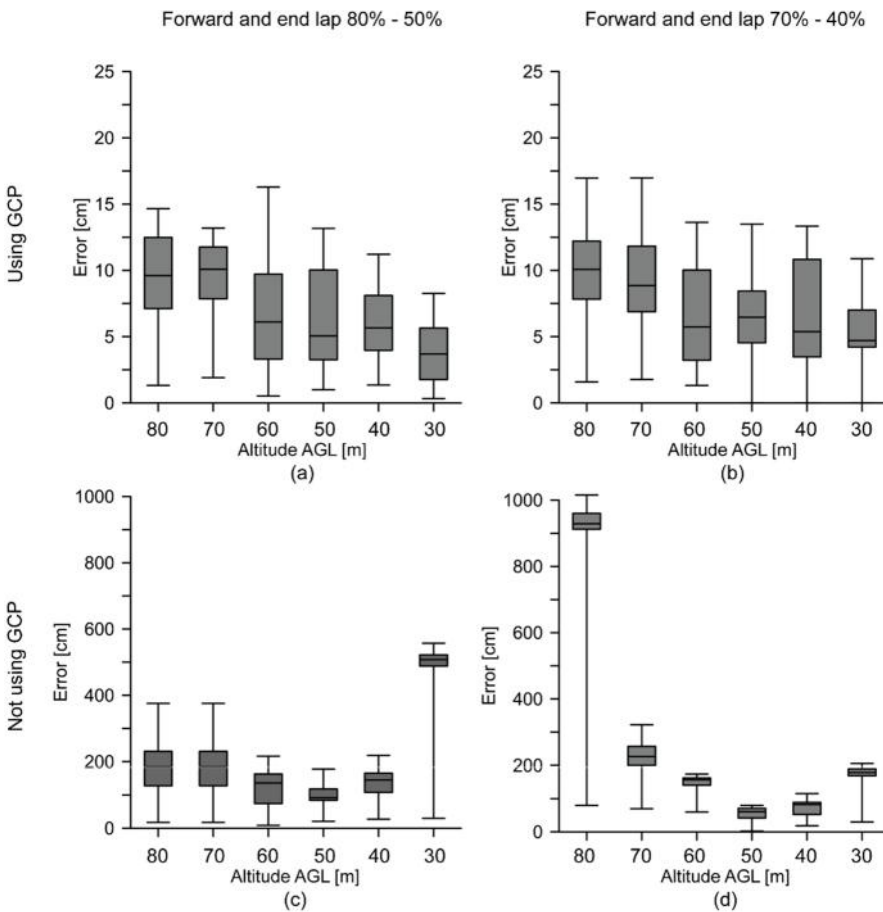 Forward and end lap 80% - 50%
Forward and end lap 70% - 40%
Using GCP
Error [cm]
25
20
15
10
5
0
80 70 60 50 40 30
Altitude AGL [m]
(a)
Error [cm]
25
20
15
10
5
0
80 70 60 50 40 30
Altitude AGL [m]
(b)
Not using GCP
Error [cm]
1000
800
600
400
200
0
80 70 60 50 40 30
Altitude AGL [m]
(c)
Error [cm]
1000
800
600
400
200
0
80 70 60 50 40 30
Altitude AGL [m]
(d)